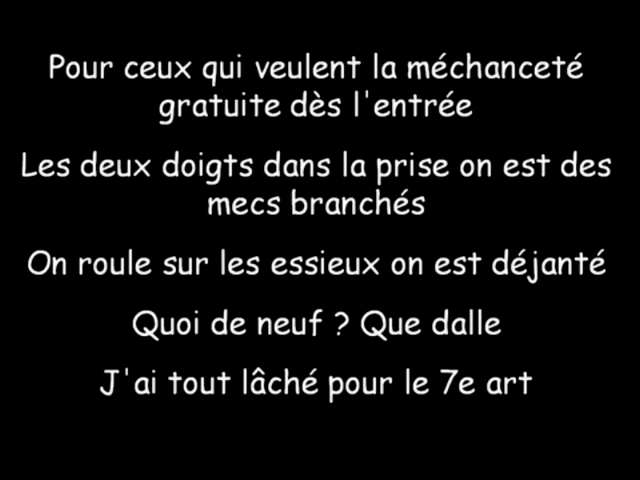 Pour ceux qui veulent la méchanceté
gratuite dès l'entrée
Les deux doigts dans la prise on est des
mecs branchés
On roule sur les essieux on est déjanté
Quoi de neuf ? Que dalle
J'ai tout lâché pour le 7e art